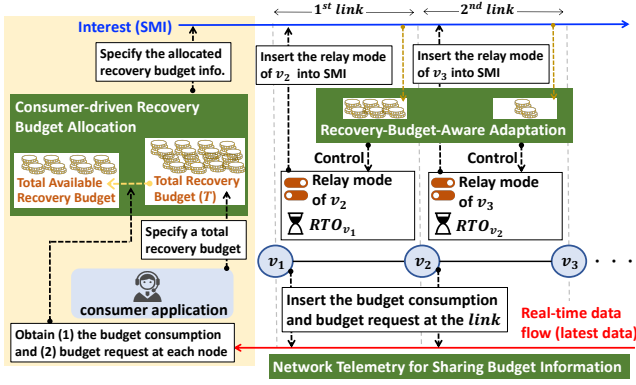 1st link
2nd link
Interest (SMI)
Specify the allocated
recovery budget info.
Insert the relay mode
of v2 into SMI
Insert the relay mode
of v3 into SMI
Consumer-driven Recovery
Budget Allocation
Total Available
Recovery Budget
Total Recovery
Budget (T)
Recovery-Budget-Aware Adaptation
Control
Control
Relay mode
of v2
RTOv1
Relay mode
of v3
RTOv2
Specify a total
recovery budget
v1
v2
v3
· · ·
consumer application
Insert the budget consumption
and budget request at the link
Real-time data
flow (latest data)
Obtain (1) the budget consumption
and (2) budget request at each node
Network Telemetry for Sharing Budget Information